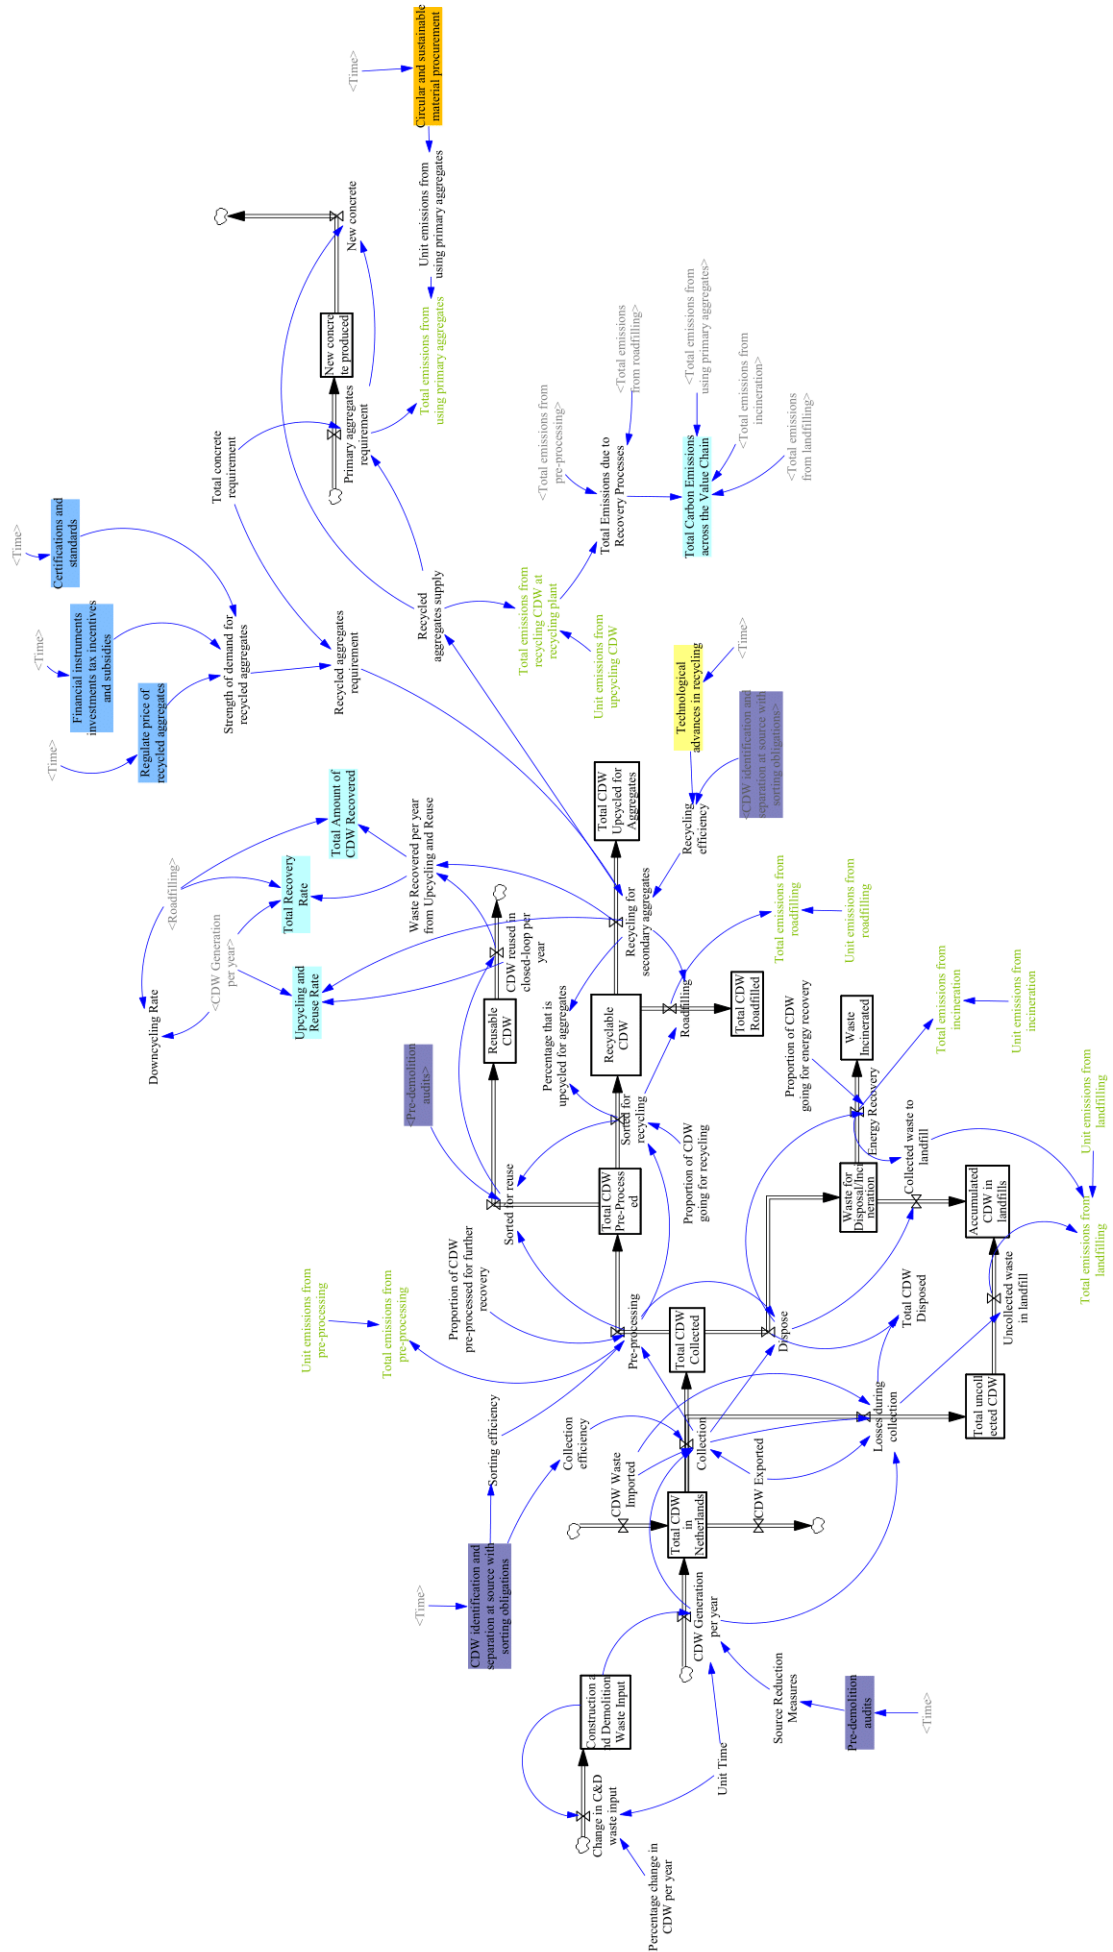 <Time>
Certifications and
standards
<Time>
Financial instruments
investments tax incentives
and subsidies
<Time>
Regulate price of
recycled aggregates
Strength of demand for
recycled aggregates
Total concrete
requirement
Recycled aggregates
requirement
New concre
te produced
Primary aggregates
requirement
New concrete
<Time>
Circular and sustainable
material procurement
Unit emissions from
using primary aggregates
Total emissions from
using primary aggregates
Recycled
aggregates supply
Downcycling Rate
<Roadfilling>
<CDW Generation
per year>
Upcycling and
Reuse Rate
Total Recovery
Rate
Total Amount of
CDW Recovered
Waste Recovered per year
from Upcycling and Reuse
Unit emissions from
pre-processing
Total emissions from
pre-processing
<Pre-demolition
audits>
<Time>
CDW identification and
separation at source with
sorting obligations
Sorting efficiency
Collection
efficiency
Proportion of CDW
pre-processed for further
recovery
Sorted for reuse
Reusable
CDW
CDW reused in
closed-loop per
year
Percentage that is
upcycled for aggregates
Total CDW
Pre-Process
ed
Sorted for
recycling
Recyclable
CDW
Recycling for
secondary aggregates
Total CDW
Upcycled for
Aggregates
Total emissions from
recycling CDW at
recycling plant
Unit emissions from
upcycling CDW
<Total emissions from
pre-processing>
<Total emissions
from roadfilling>
Total Emissions due to
Recovery Processes
Total Carbon Emissions
across the Value Chain
<Total emissions from
using primary aggregates>
<Total emissions from
incineration>
<Total emissions
from landfilling>
Technological
advances in recycling
<Time>
<CDW identification and
separation at source with
sorting obligations>
Recycling
efficiency
Percentage change in
CDW per year
Change in C&D
waste input
Construction a
nd Demolition
Waste Input
Unit Time
CDW Generation
per year
Source Reduction
Measures
Pre-demolition
audits
<Time>
Total CDW
in
Netherlands
CDW Waste
Imported
CDW Exported
Collection
Total CDW
Collected
Pre-processing
Proportion of CDW
going for recycling
Roadfilling
Total CDW
Roadfilled
Total emissions from
roadfilling
Unit emissions from
roadfilling
Dispose
Losses during
collection
Total CDW
Disposed
Total uncoll
ected CDW
Uncollected waste
in landfill
Waste for
Disposal/Inci
neration
Energy Recovery
Proportion of CDW
going for energy recovery
Waste
Incinerated
Collected waste to
landfill
Accumulated
CDW in
landfills
Total emissions from
incineration
Unit emissions from
incineration
Total emissions from
landfilling
Unit emissions from
landfilling